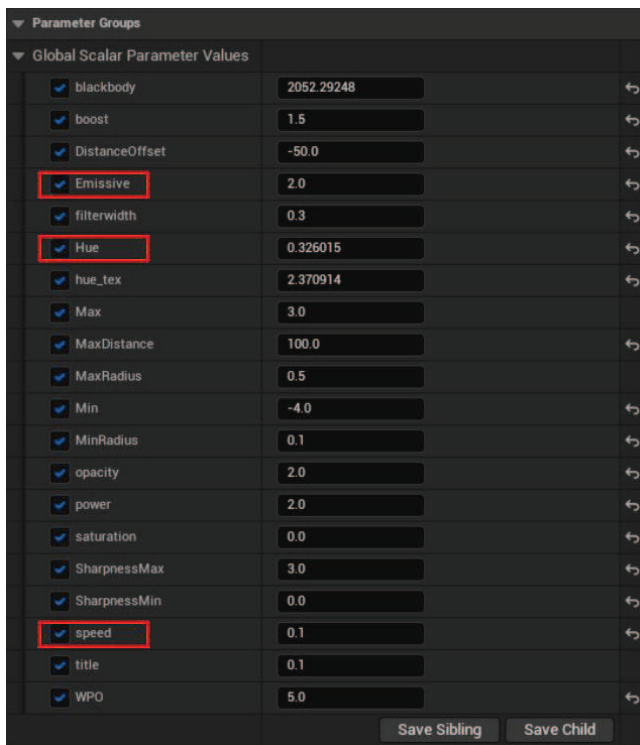 Parameter Groups
Global Scalar Parameter Values
blackbody 2052.29248
boost 1.5
DistanceOffset -50.0
Emissive 2.0
filterwidth 0.3
Hue 0.326015
hue_tex 2.370914
Max 3.0
MaxDistance 100.0
MaxRadius 0.5
Min -4.0
MinRadius 0.1
opacity 2.0
power 2.0
saturation 0.0
SharpnessMax 3.0
SharpnessMin 0.0
speed 0.1
title 0.1
WPO 5.0
Save Sibling Save Child